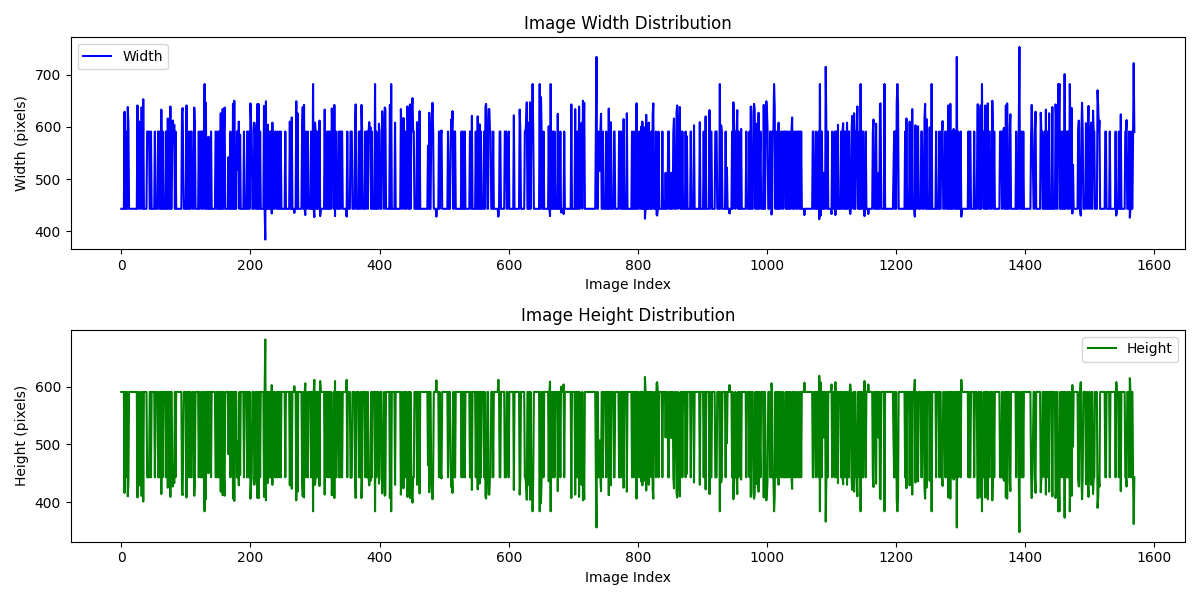 Image Width Distribution
Width (pixels)
700
600
500
400
Width
0 200 400 600 800 1000 1200 1400 1600
Image Index
Image Height Distribution
Height (pixels)
600
500
400
Height
0 200 400 600 800 1000 1200 1400 1600
Image Index